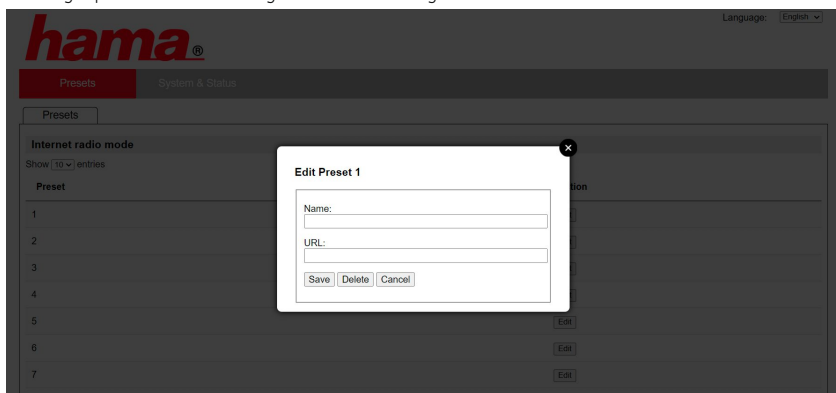 Language: English
hama®
Presets System & Status
Presets
Internet radio mode
Show 10 entries
Preset
1
2
3
4
5 Edit
6 Edit
7 Edit
Edit Preset 1
Name:
URL:
Save Delete Cancel